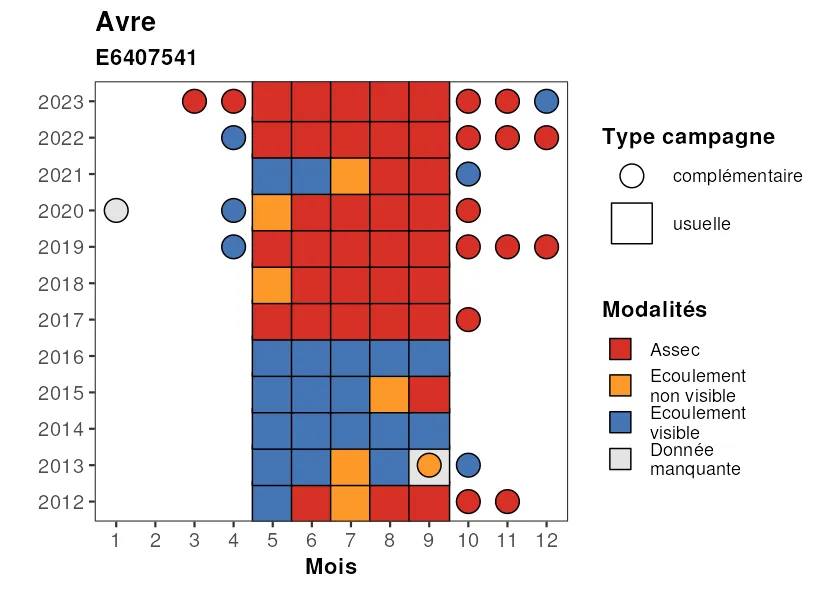 Avre
E6407541
2023
2022
2021
2020
2019
2018
2017
2016
2015
2014
2013
2012
1 2 3 4 5 6 7 8 9 10 11 12
Mois
Type campagne
complémentaire
usuelle
Modalités
Assec
Ecoulement
non visible
Ecoulement
visible
Donnée
manquante